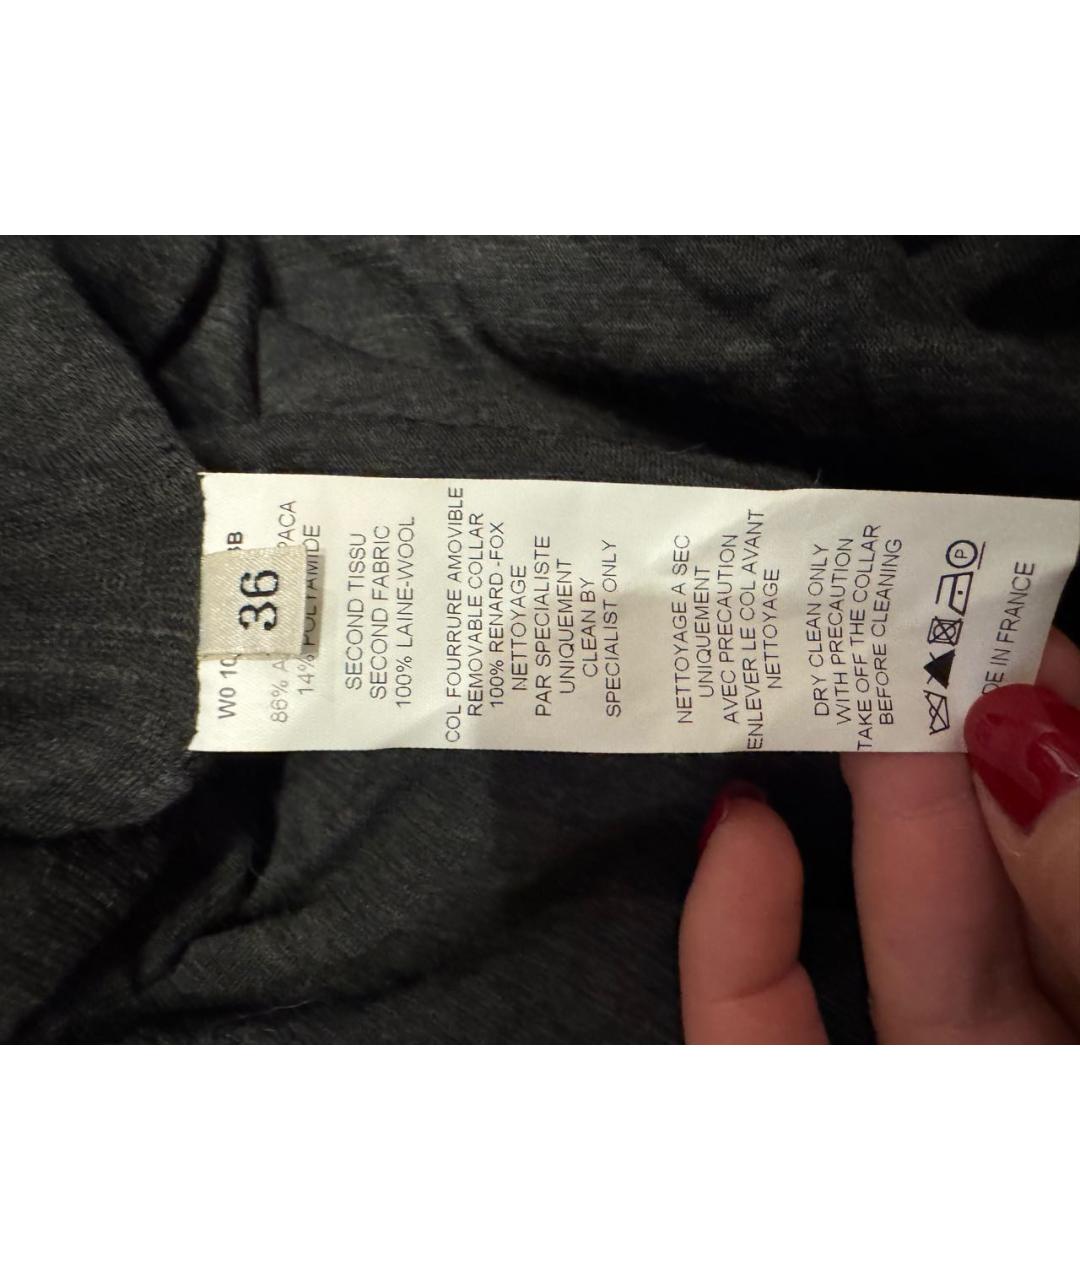 36
W0 10
86%
14% POLYAMIDE
SECOND TISSU
SECOND FABRIC
100% LAINE-WOOL
COL FOURRURE AMOVIBLE
REMOVABLE COLLAR
100% RENARD -FOX
NETTOYAGE
PAR SPECIALISTE
UNIQUEMENT
CLEAN BY
SPECIALIST ONLY
NETTOYAGE A SEC
UNIQUEMENT
AVEC PRECAUTION
ENLEVER LE COL AVANT
NETTOYAGE
DRY CLEAN ONLY
WITH PRECAUTION
TAKE OFF THE COLLAR
BEFORE CLEANING
P
DE IN FRANCE